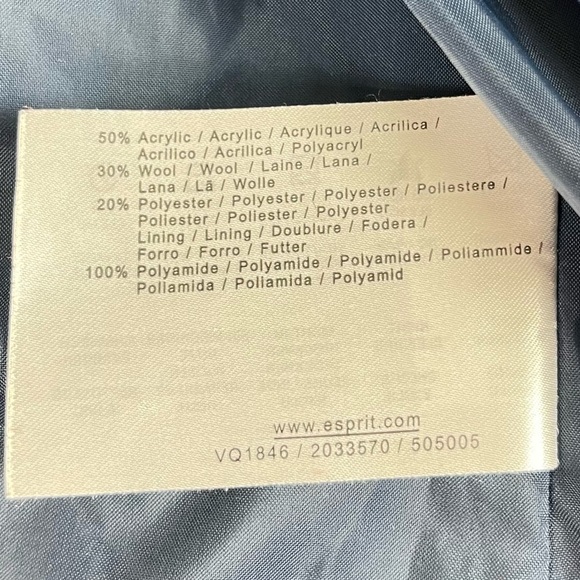 50% Acrylic / Acrylic / Acrylique / Acrilica /
Acrilico / Acrilica / Polyacryl
30% Wool / Wool / Laine / Lana /
Lana / Lã / Wolle
20% Polyester / Polyester / Polyester / Poliestere /
Poliester / Poliester / Polyester
Lining / Lining / Doublure / Fodera /
Forro / Forro / Futter
100% Polyamide / Polyamide / Polyamide / Poliammide /
Poliamida / Poliamida / Polyamid
www.esprit.com
VQ1846 / 2033570 / 505005